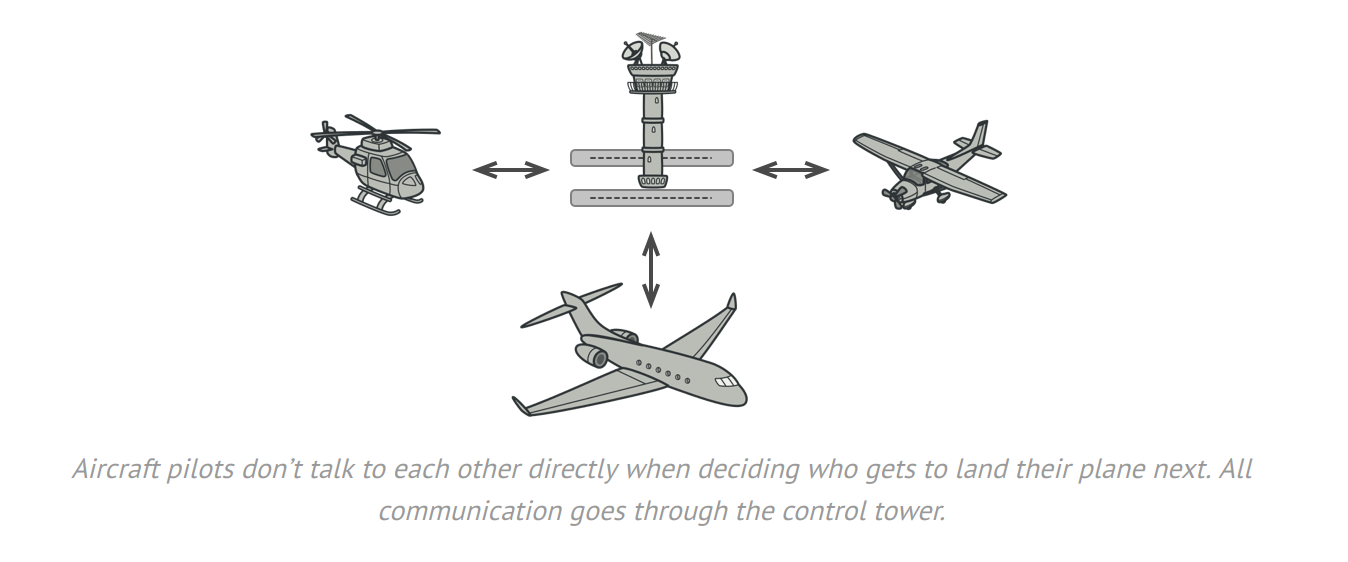 Aircraft pilots don’t talk to each other directly when deciding who gets to land their plane next. All
communication goes through the control tower.